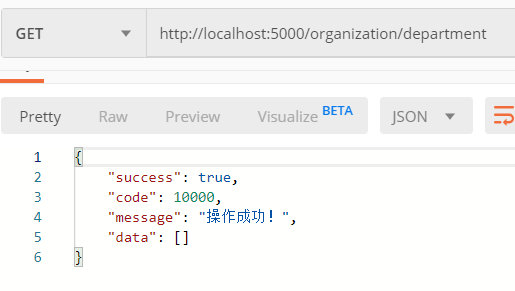 GET http://localhost:5000/organization/department
Pretty Raw Preview Visualize BETA JSON
1 {
2 "success": true,
3 "code": 10000,
4 "message": "操作成功！",
5 "data": []
6 }